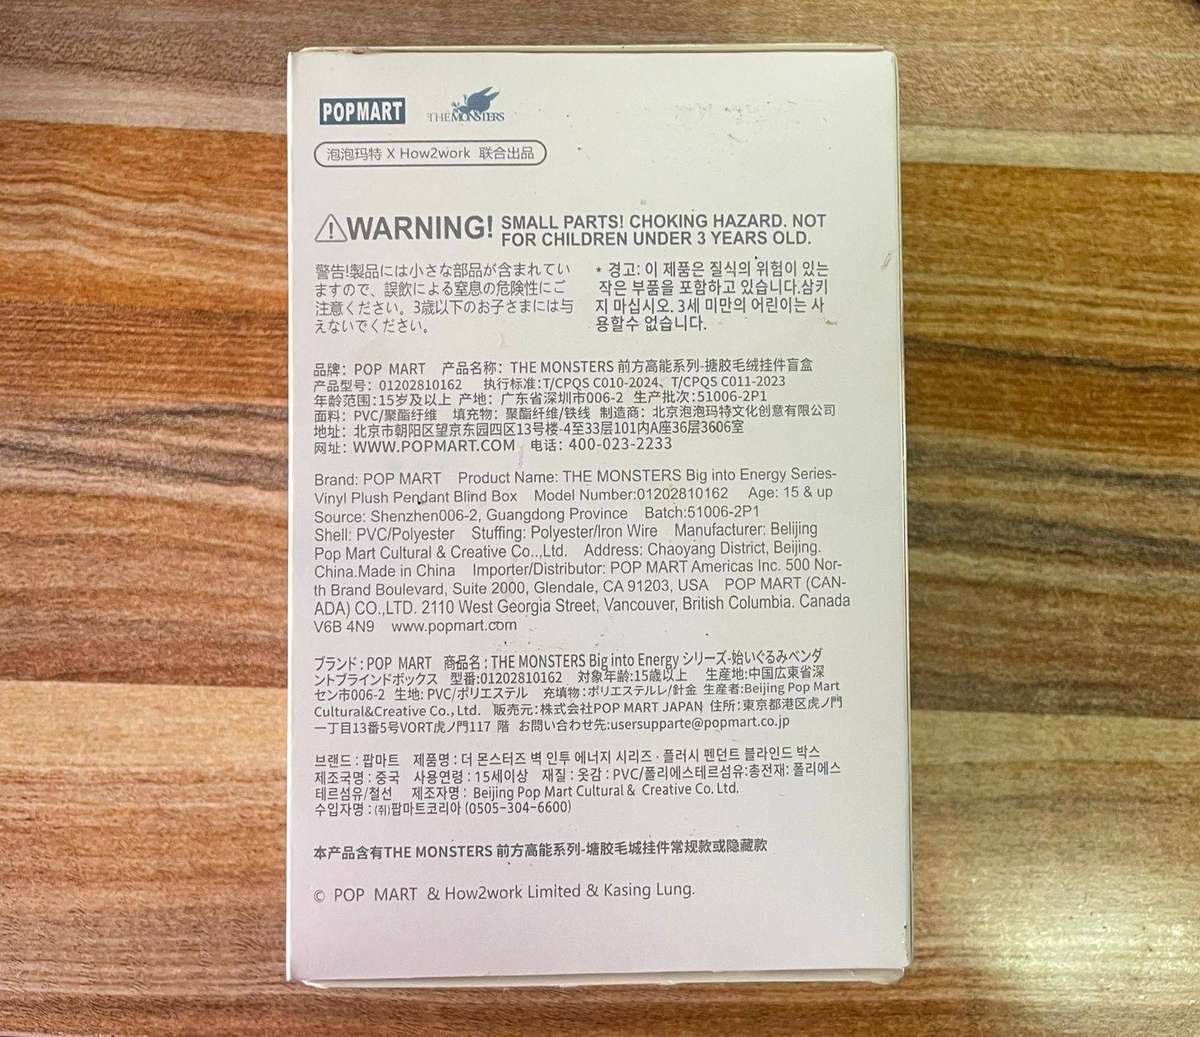 POP MART
THE MONSTERS
泡泡玛特 X How2work 联合出品
WARNING! SMALL PARTS! CHOKING HAZARD. NOT
FOR CHILDREN UNDER 3 YEARS OLD.
警告!製品には小さな部品が含まれてい
ますので、誤飲による窒息の危険性にご
注意ください。3歳以下のお子さまには与
えないでください。
* 경고: 이 제품은 질식의 위험이 있는
작은 부품을 포함하고 있습니다.삼키
지 마십시오. 3세 미만의 어린이는 사
용할수 없습니다.
品牌：POP MART 产品名称：THE MONSTERS 前方高能系列-搪胶毛绒挂件盲盒
产品型号：01202810162 执行标准:T/CPQS C010-2024、T/CPQS C011-2023
年龄范围:15岁及以上 产地：广东省深圳市006-2 生产批次:51006-2P1
面料：PVC/聚酯纤维 填充物：聚酯纤维/铁线 制造商：北京泡泡玛特文化创意有限公司
地址：北京市朝阳区望京东园四区13号楼-4至33层101内A座36层3606室
网址：WWW.POPMART.COM 电话：400-023-2233
Brand: POP MART Product Name: THE MONSTERS Big into Energy Series-
Vinyl Plush Pendant Blind Box Model Number:01202810162 Age: 15 & up
Source: Shenzhen006-2, Guangdong Province Batch:51006-2P1
Shell: PVC/Polyester Stuffing: Polyester/Iron Wire Manufacturer: Belijing
Pop Mart Cultural & Creative Co..,Ltd. Address: Chaoyang District, Beijing.
China.Made in China Importer/Distributor: POP MART Americas Inc. 500 Nor-
th Brand Boulevard, Suite 2000, Glendale, CA 91203, USA POP MART (CAN-
ADA) CO.,LTD. 2110 West Georgia Street, Vancouver, British Columbia. Canada
V6B 4N9 www.popmart.com
ブランド : POP MART 商品名 : THE MONSTERS Big into Energy シリーズ-始いぐるみペンダ
ントブラインドボックス 型番:01202810162 対象年齢:15歳以上 生産地:中国広東省深
セン市006-2 生地: PVC/ポリエステル 充填物 :ポリエステルレ/針金 生産者:Beijing Pop Mart
Cultural&Creative Co., Ltd. 販売元 : 株式会社POP MART JAPAN 住所 : 東京都港区虎ノ門
一丁目13番5号VORT虎ノ門117 階 お問い合わせ先:usersupparte@popmart.co.jp
브랜드 : 팝마트 제품명 : 더 몬스터즈 벽 인투 에너지 시리즈 · 플러시 펜던트 블라인드 박스
제조국명 : 중국 사용연령 : 15세이상 재질 : 옷감 : PVC/폴리에스테르섬유:총전재: 폴리에스
테르섬유/철선 제조자명 : Beijing Pop Mart Cultural & Creative Co. Ltd.
수입자명 : ㈜팝마트코리아 (0505-304-6600)
本产品含有THE MONSTERS 前方高能系列-塘胶毛城挂件常规款或隐藏款
© POP MART & How2work Limited & Kasing Lung.